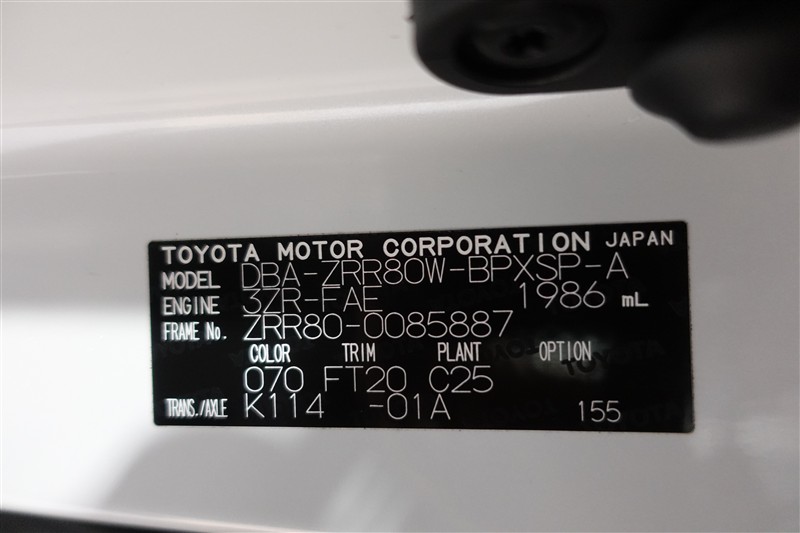 TOYOTA MOTOR CORPORATION JAPAN
MODEL DBA-ZRR80W-BPXSP-A
ENGINE 3ZR-FAE 1986 mL
FRAME No. ZRR80-0085887
COLOR TRIM PLANT OPTION
070 FT20 C25
TRANS./AXLE K114 -01A 155